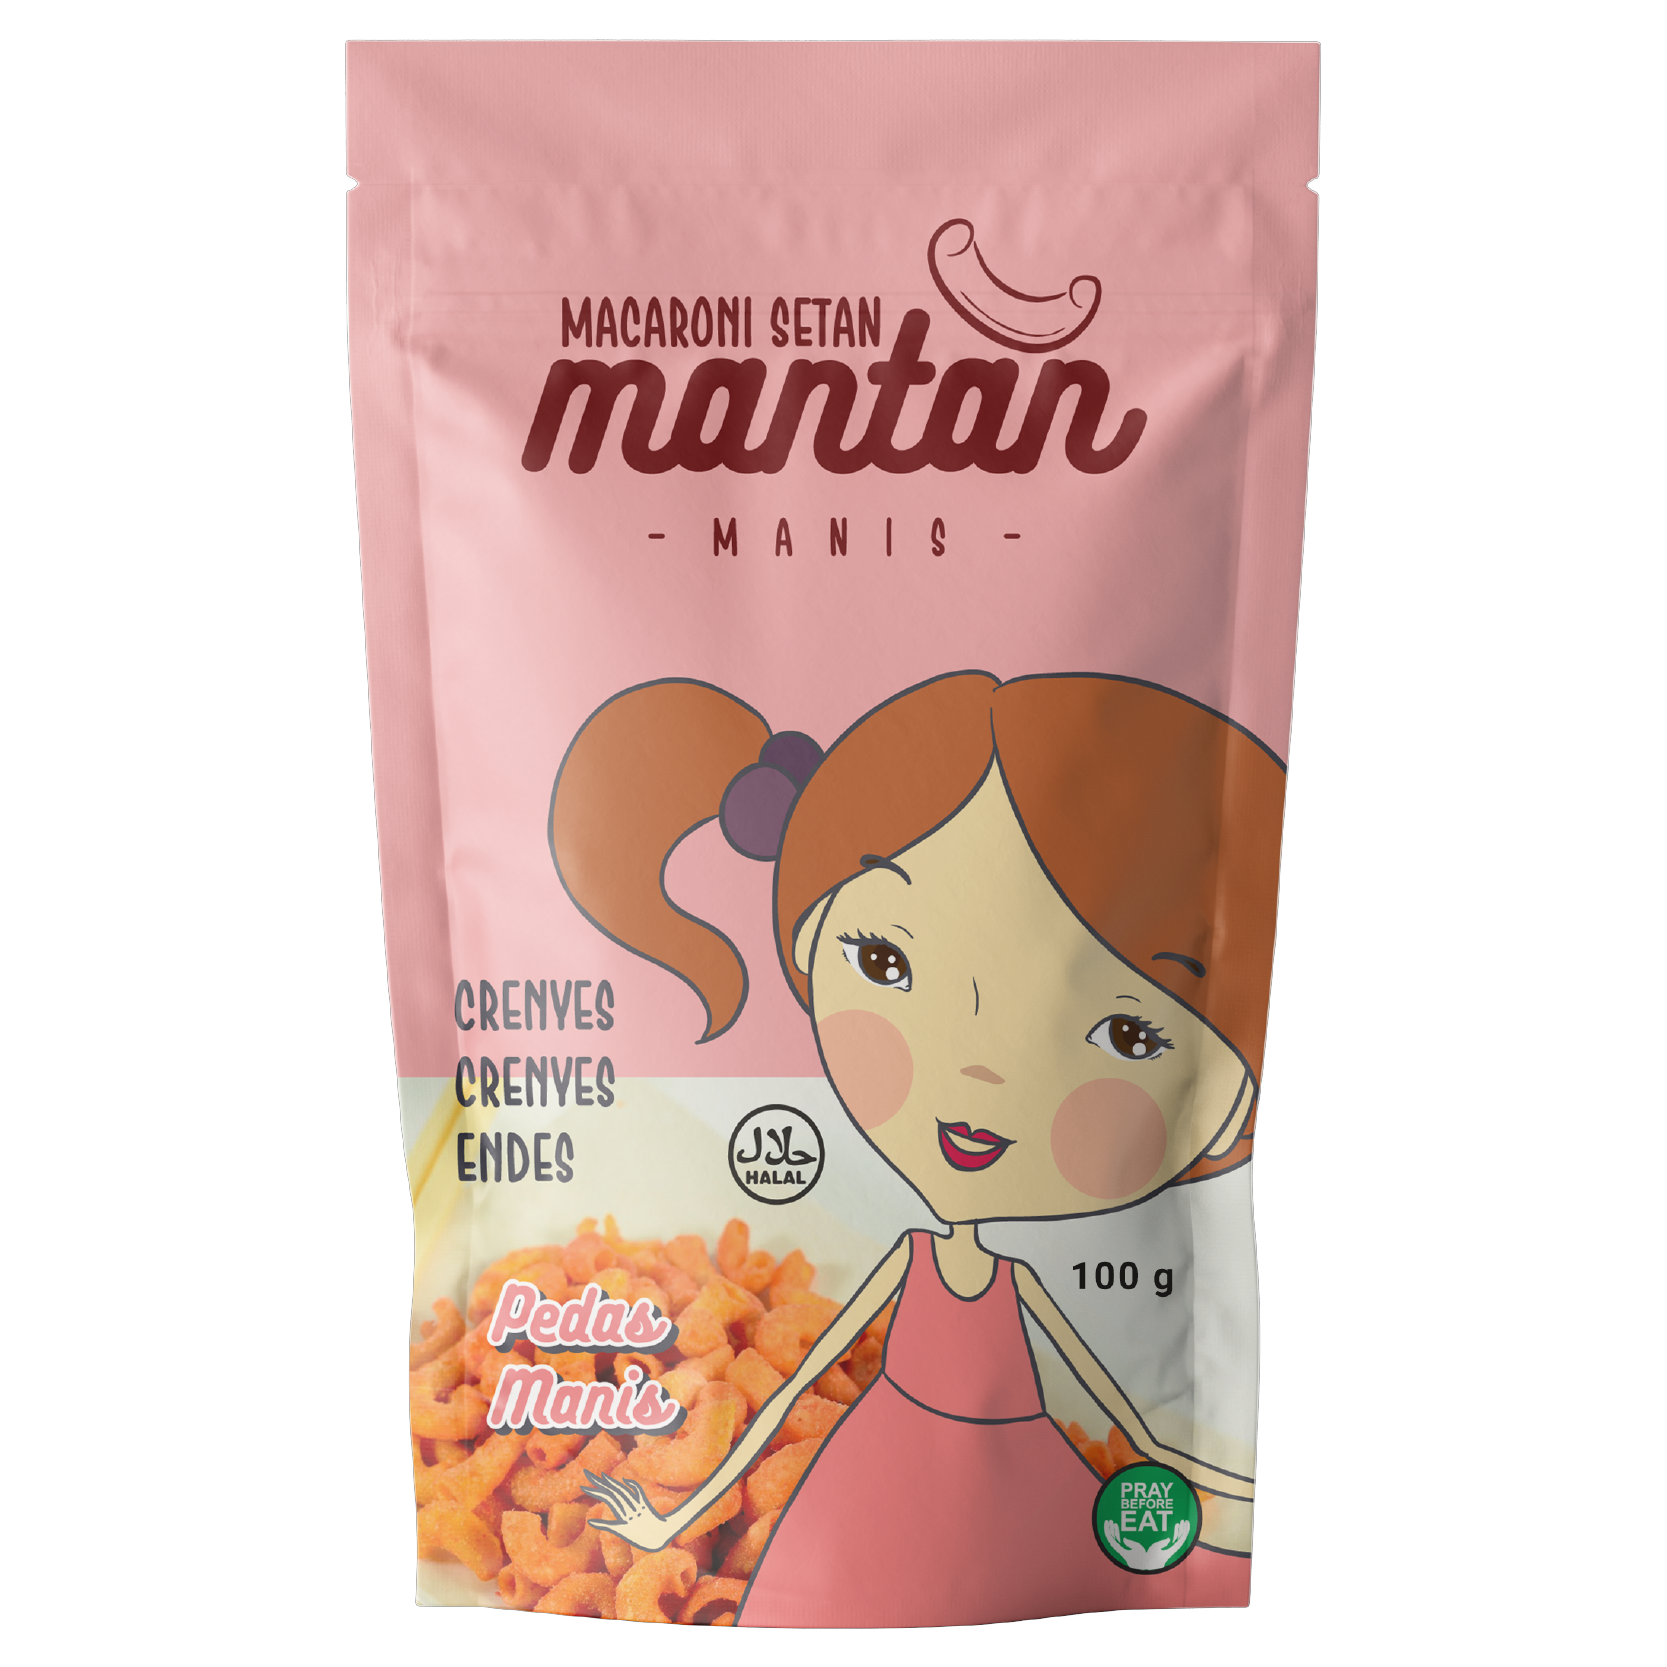 MACARONI SETAN
mantan
- MANIS -
CRENYES
CRENYES
ENDES
حلال
HALAL
100 g
Pedas
Manis
PRAY
BEFORE
EAT